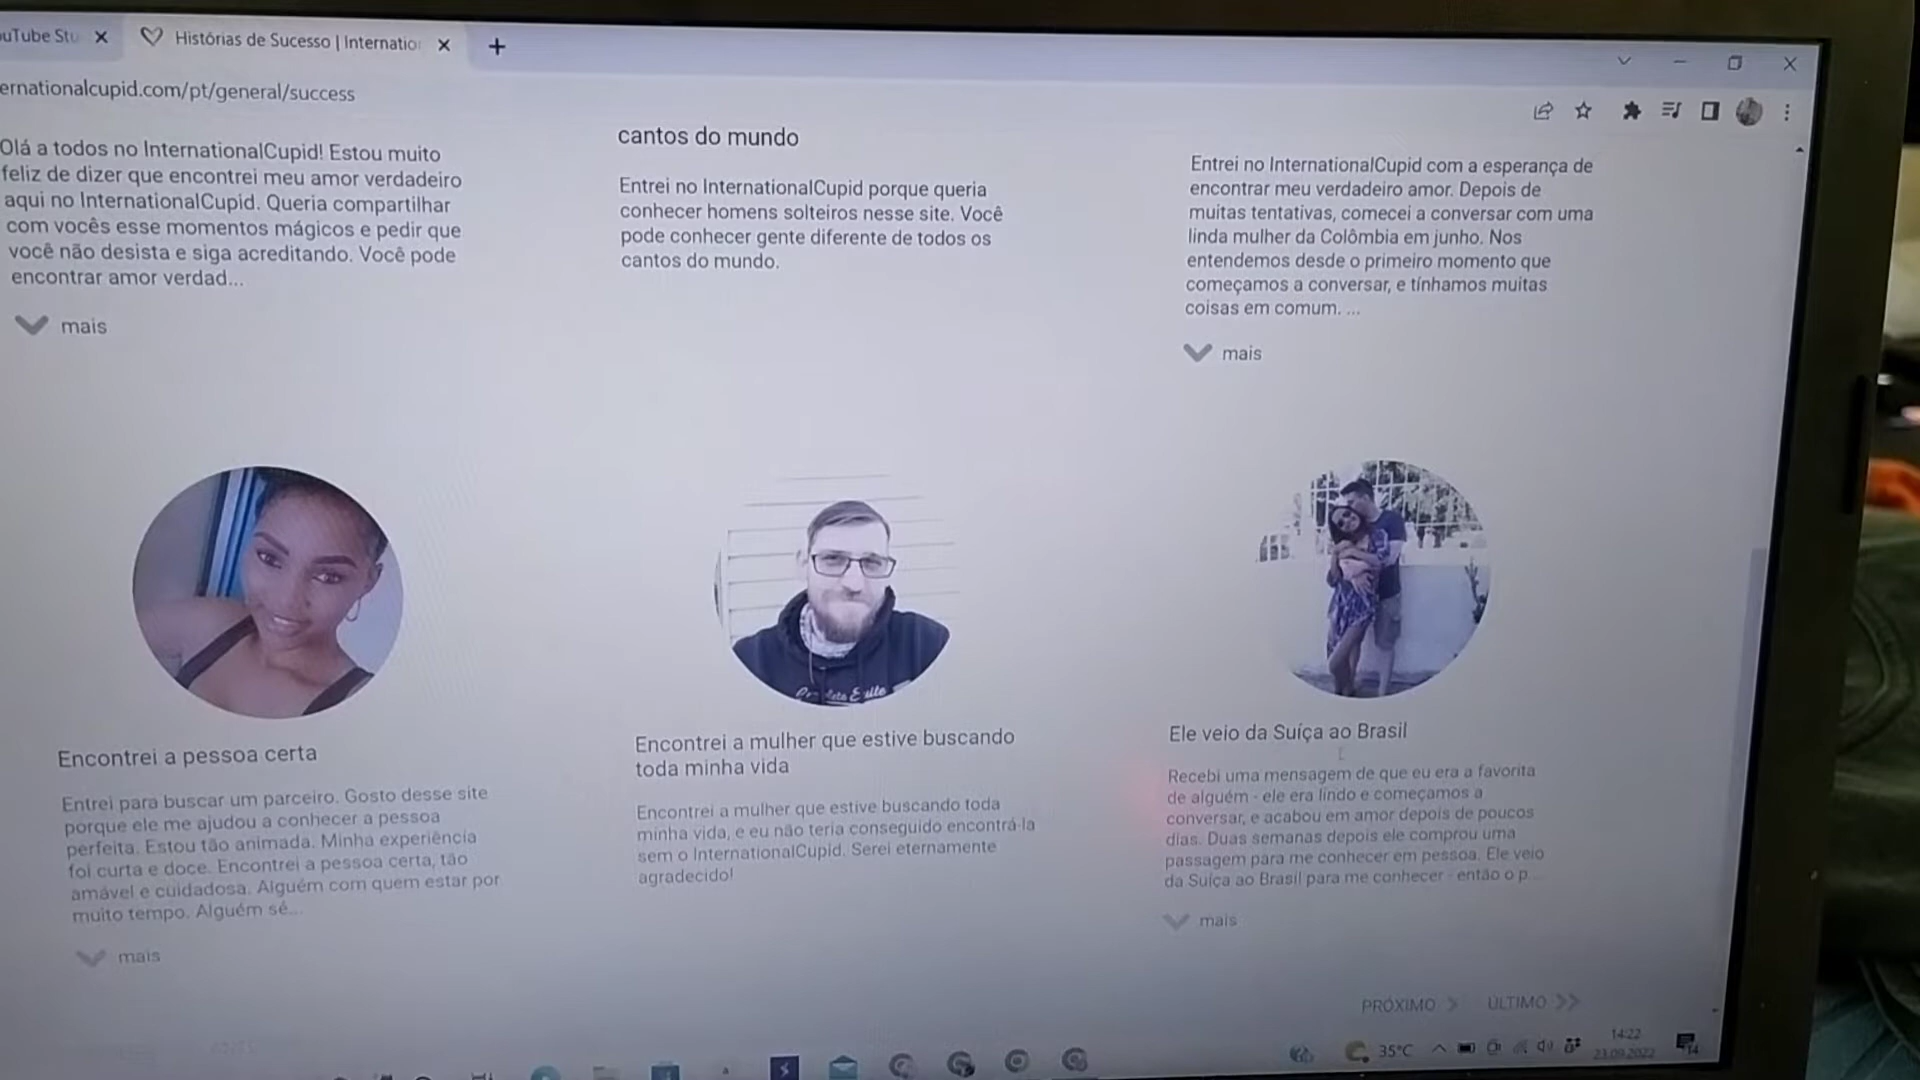 ouTube Stu
Histórias de Sucesso | Internatio
ernationalcupid.com/pt/general/success
Olá a todos no InternationalCupid! Estou muito
feliz de dizer que encontrei meu amor verdadeiro
aqui no InternationalCupid. Queria compartilhar
com vocês esse momentos mágicos e pedir que
você não desista e siga acreditando. Você pode
encontrar amor verdad...
mais
cantos do mundo
Entrei no InternationalCupid porque queria
conhecer homens solteiros nesse site. Você
pode conhecer gente diferente de todos os
cantos do mundo.
Entrei no InternationalCupid com a esperança de
encontrar meu verdadeiro amor. Depois de
muitas tentativas, comecei a conversar com uma
linda mulher da Colômbia em junho. Nos
entendemos desde o primeiro momento que
começamos a conversar, e tínhamos muitas
coisas em comum. ...
mais
Encontrei a pessoa certa
Entrei para buscar um parceiro. Gosto desse site
porque ele me ajudou a conhecer a pessoa
perfeita. Estou tão animada. Minha experiência
foi curta e doce. Encontrei a pessoa certa, tão
amável e cuidadosa. Alguém com quem estar por
muito tempo. Alguém sé...
mais
Encontrei a mulher que estive buscando
toda minha vida
Encontrei a mulher que estive buscando toda
minha vida, e eu não teria conseguido encontrá-la
sem o InternationalCupid. Serei eternamente
agradecido!
Ele veio da Suíça ao Brasil
Recebi uma mensagem de que eu era a favorita
de alguém - ele era lindo e começamos a
conversar, e acabou em amor depois de poucos
dias. Duas semanas depois ele comprou uma
passagem para me conhecer em pessoa. Ele veio
da Suíça ao Brasil para me conhecer - então o p...
mais
PRÓXIMO
ÚLTIMO
35°C
14:22
23.09.2022
14